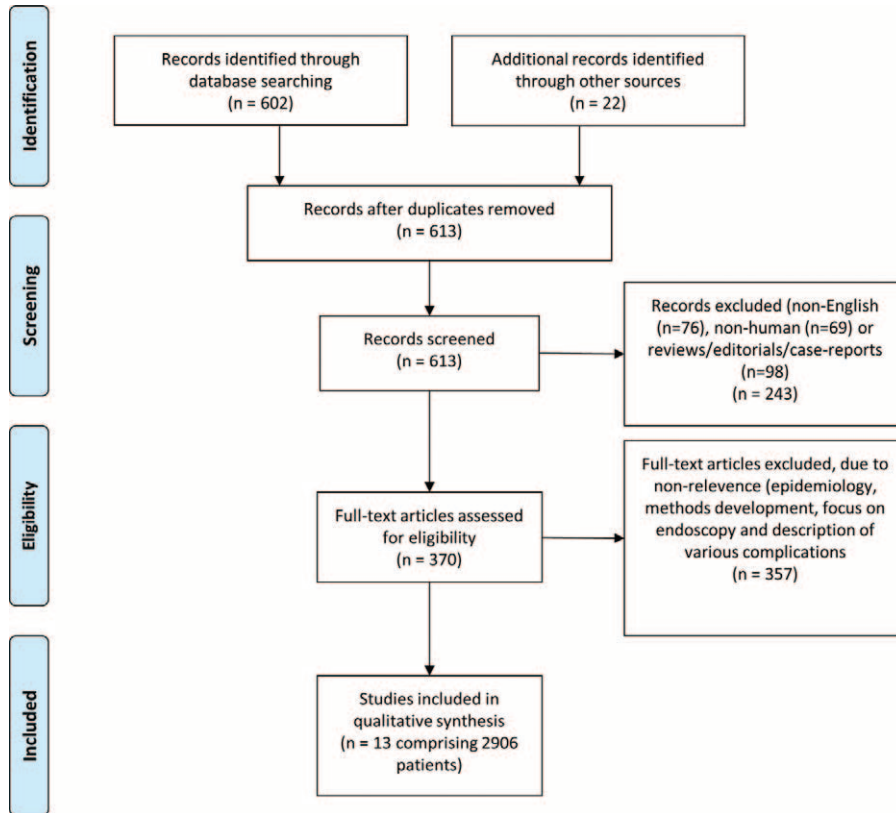 Identification
Records identified through
database searching
(n = 602)
Additional records identified
through other sources
(n = 22)
Records after duplicates removed
(n = 613)
Screening
Records screened
(n = 613)
Records excluded (non-English
(n=76), non-human (n=69) or
reviews/editorials/case-reports
(n=98)
(n = 243)
Eligibility
Full-text articles assessed
for eligibility
(n = 370)
Full-text articles excluded, due to
non-relevence (epidemiology,
methods development, focus on
endoscopy and description of
various complications
(n = 357)
Included
Studies included in
qualitative synthesis
(n = 13 comprising 2906
patients)